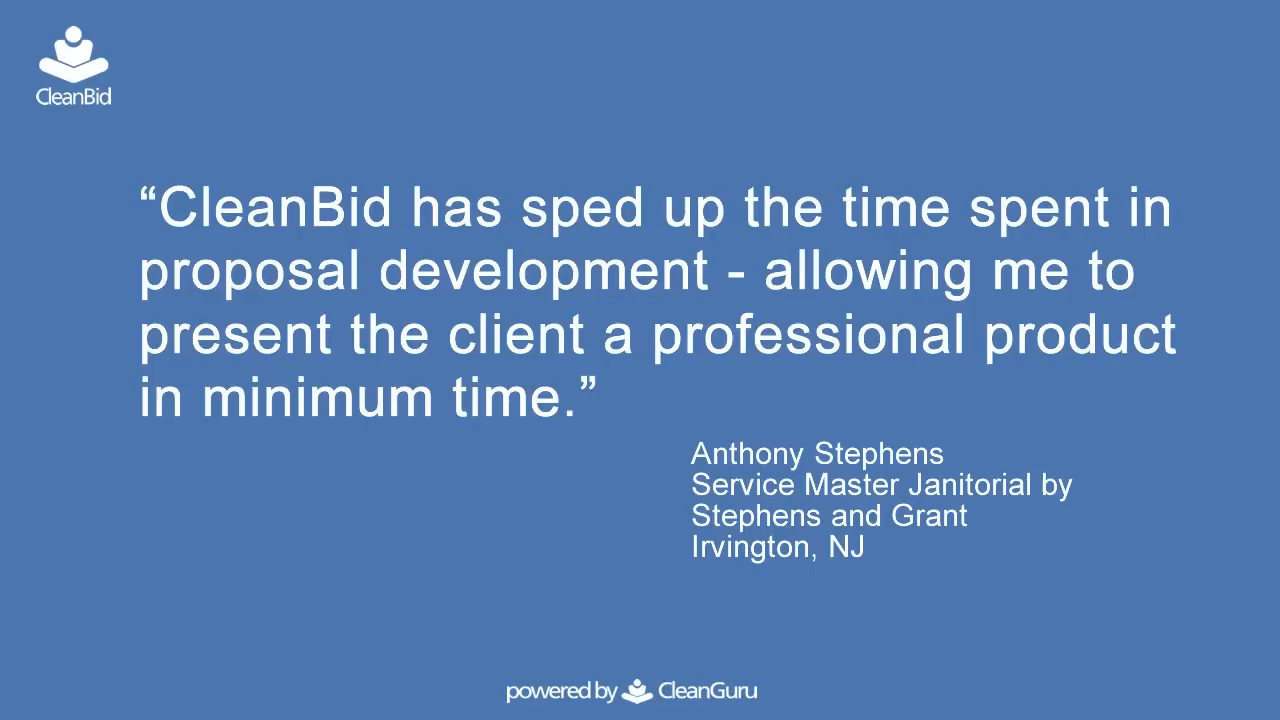 CleanBid
“CleanBid has sped up the time spent in
proposal development - allowing me to
present the client a professional product
in minimum time.”
Anthony Stephens
Service Master Janitorial by
Stephens and Grant
Irvington, NJ
powered by CleanGuru